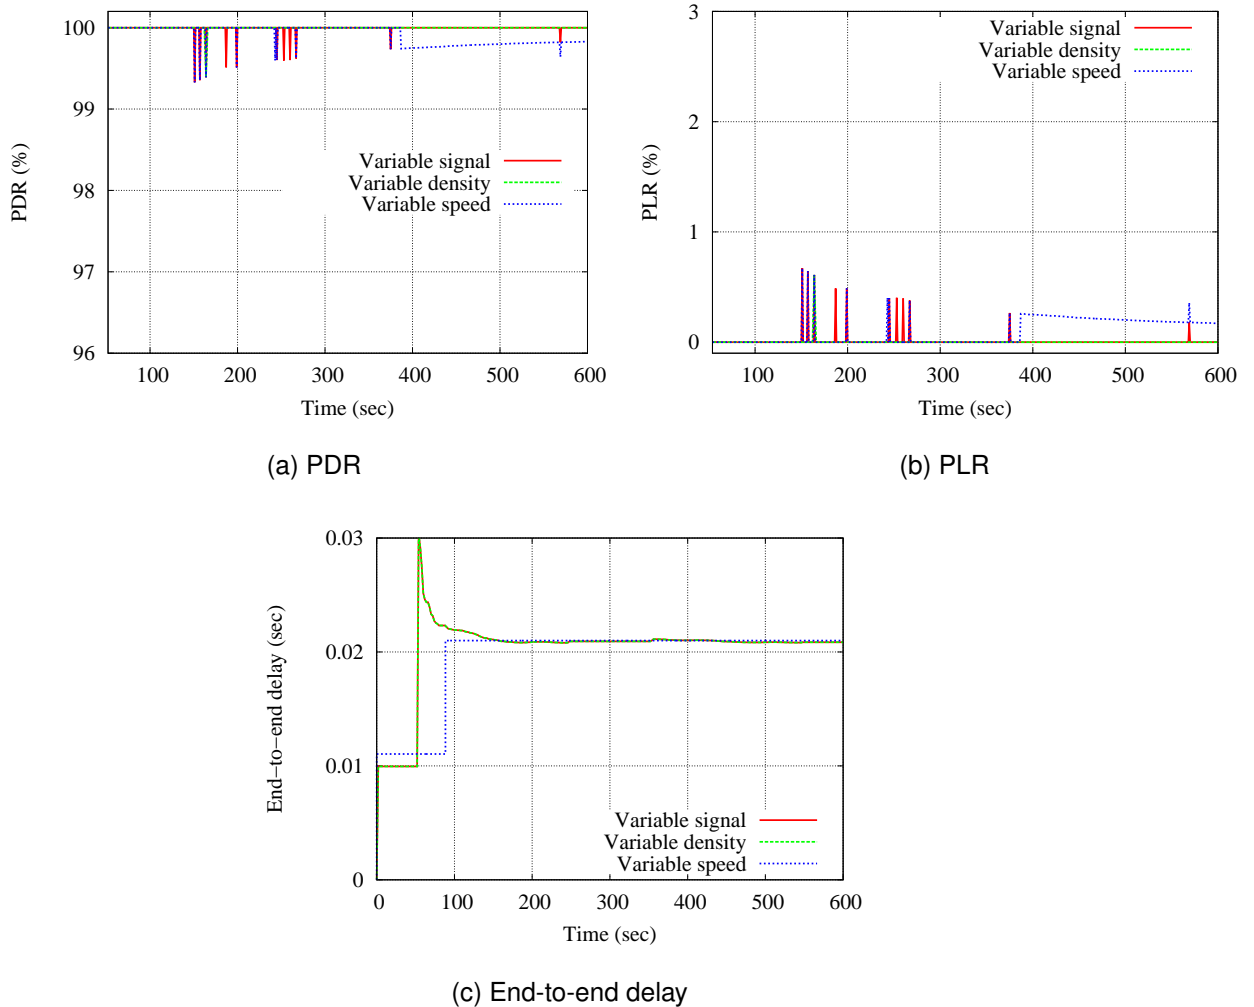 100
99
98
97
96
PDR (%)
Variable signal
Variable density
Variable speed
100 200 300 400 500 600
Time (sec)
(a) PDR
3
2
1
0
PLR (%)
Variable signal
Variable density
Variable speed
100 200 300 400 500 600
Time (sec)
(b) PLR
0.03
0.02
0.01
0
End−to−end delay (sec)
Variable signal
Variable density
Variable speed
0 100 200 300 400 500 600
Time (sec)
(c) End-to-end delay